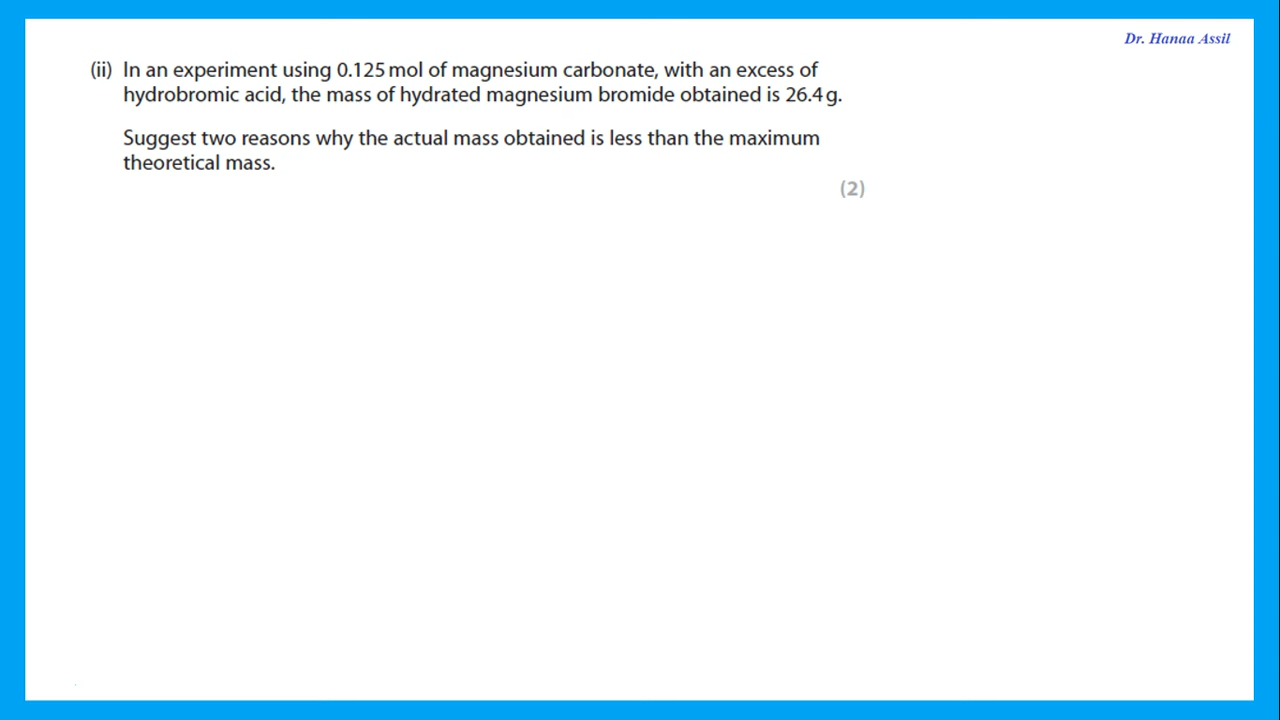 Dr. Hanaa Assil
(ii) In an experiment using 0.125 mol of magnesium carbonate, with an excess of
hydrobromic acid, the mass of hydrated magnesium bromide obtained is 26.4 g.
Suggest two reasons why the actual mass obtained is less than the maximum
theoretical mass.
(2)